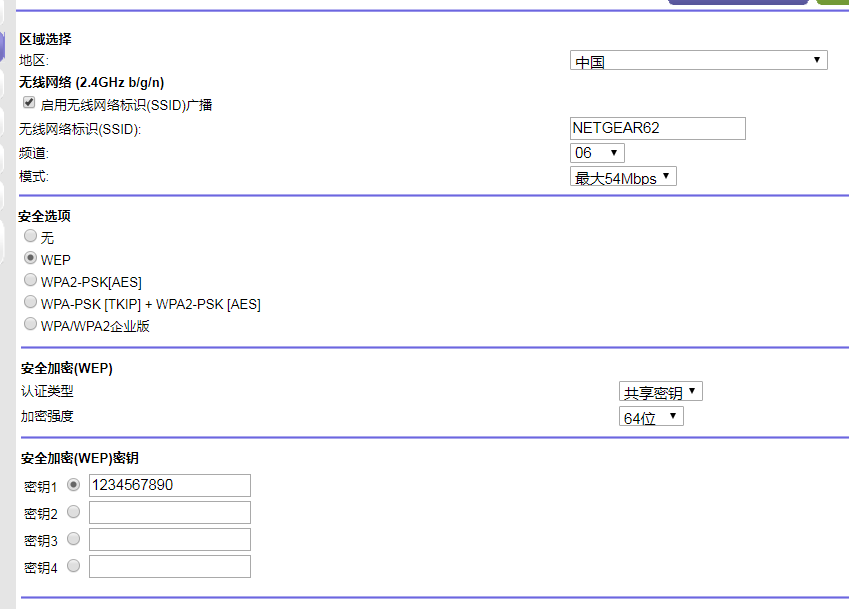 区域选择
地区: 中国
无线网络 (2.4GHz b/g/n)
启用无线网络标识(SSID)广播
无线网络标识(SSID): NETGEAR62
频道: 06
模式: 最大54Mbps
安全选项
无
WEP
WPA2-PSK[AES]
WPA-PSK [TKIP] + WPA2-PSK [AES]
WPA/WPA2企业版
安全加密(WEP)
认证类型 共享密钥
加密强度 64位
安全加密(WEP)密钥
密钥1 1234567890
密钥2
密钥3
密钥4